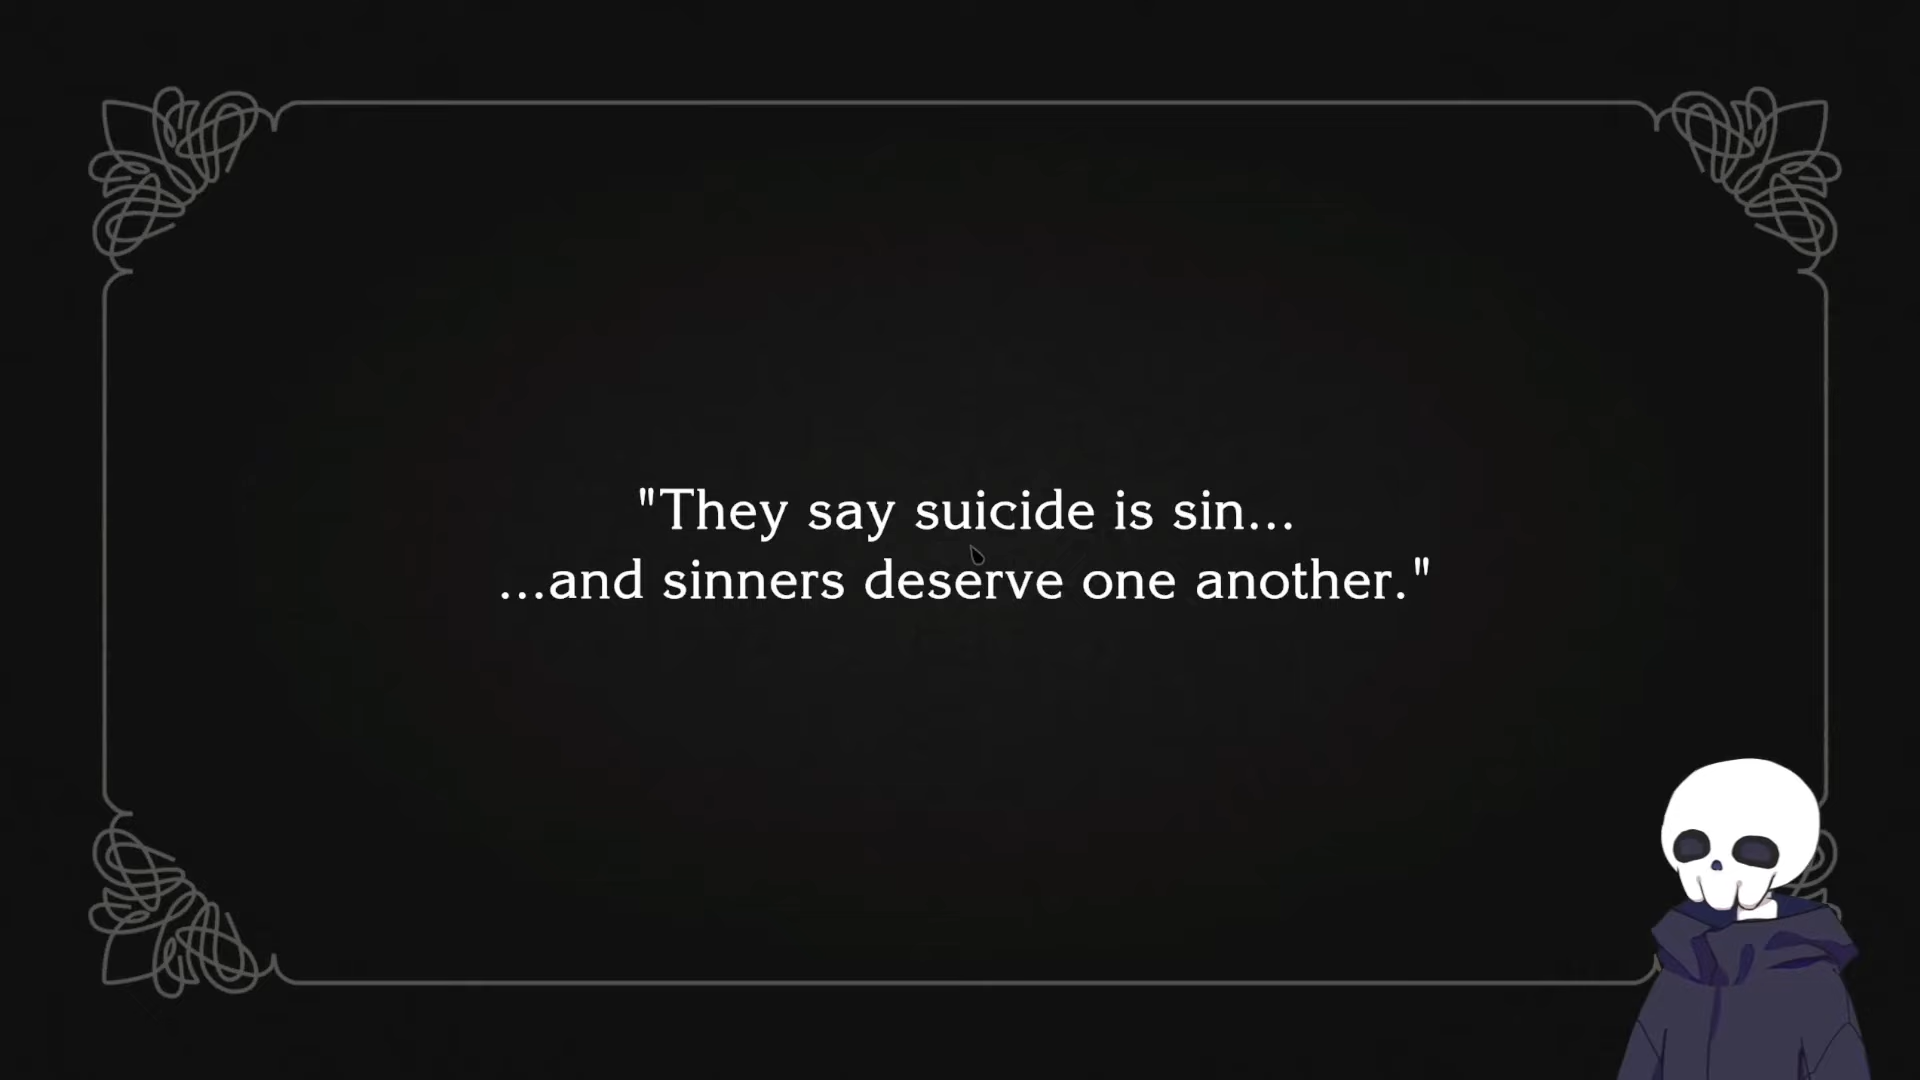 "They say suicide is sin...
...and sinners deserve one another."